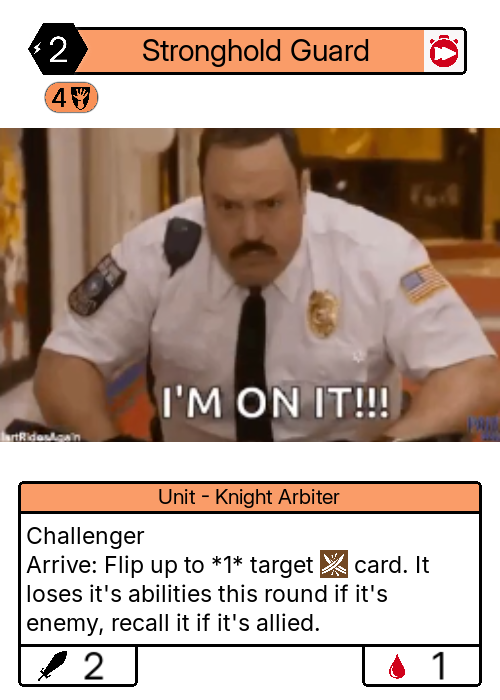 2
Stronghold Guard
4
I'M ON IT!!!
Unit - Knight Arbiter
Challenger
Arrive: Flip up to *1* target card. It
loses it's abilities this round if it's
enemy, recall it if it's allied.
2
1